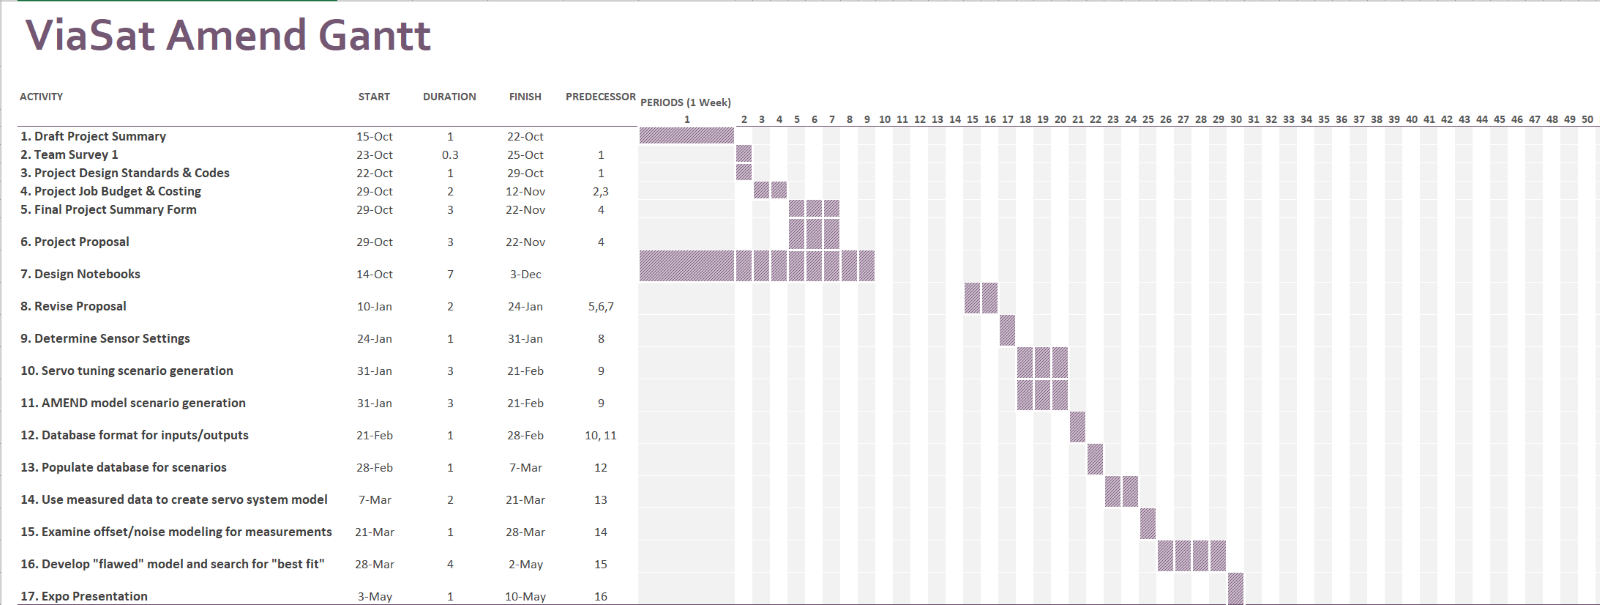 ViaSat Amend Gantt
ACTIVITY START DURATION FINISH PREDECESSOR PERIODS (1 Week)
1 2 3 4 5 6 7 8 9 10 11 12 13 14 15 16 17 18 19 20 21 22 23 24 25 26 27 28 29 30 31 32 33 34 35 36 37 38 39 40 41 42 43 44 45 46 47 48 49 50
1. Draft Project Summary 15-Oct 1 22-Oct
2. Team Survey 1 23-Oct 0.3 25-Oct 1
3. Project Design Standards & Codes 22-Oct 1 29-Oct 1
4. Project Job Budget & Costing 29-Oct 2 12-Nov 2,3
5. Final Project Summary Form 29-Oct 3 22-Nov 4
6. Project Proposal 29-Oct 3 22-Nov 4
7. Design Notebooks 14-Oct 7 3-Dec
8. Revise Proposal 10-Jan 2 24-Jan 5,6,7
9. Determine Sensor Settings 24-Jan 1 31-Jan 8
10. Servo tuning scenario generation 31-Jan 3 21-Feb 9
11. AMEND model scenario generation 31-Jan 3 21-Feb 9
12. Database format for inputs/outputs 21-Feb 1 28-Feb 10, 11
13. Populate database for scenarios 28-Feb 1 7-Mar 12
14. Use measured data to create servo system model 7-Mar 2 21-Mar 13
15. Examine offset/noise modeling for measurements 21-Mar 1 28-Mar 14
16. Develop "flawed" model and search for "best fit" 28-Mar 4 2-May 15
17. Expo Presentation 3-May 1 10-May 16